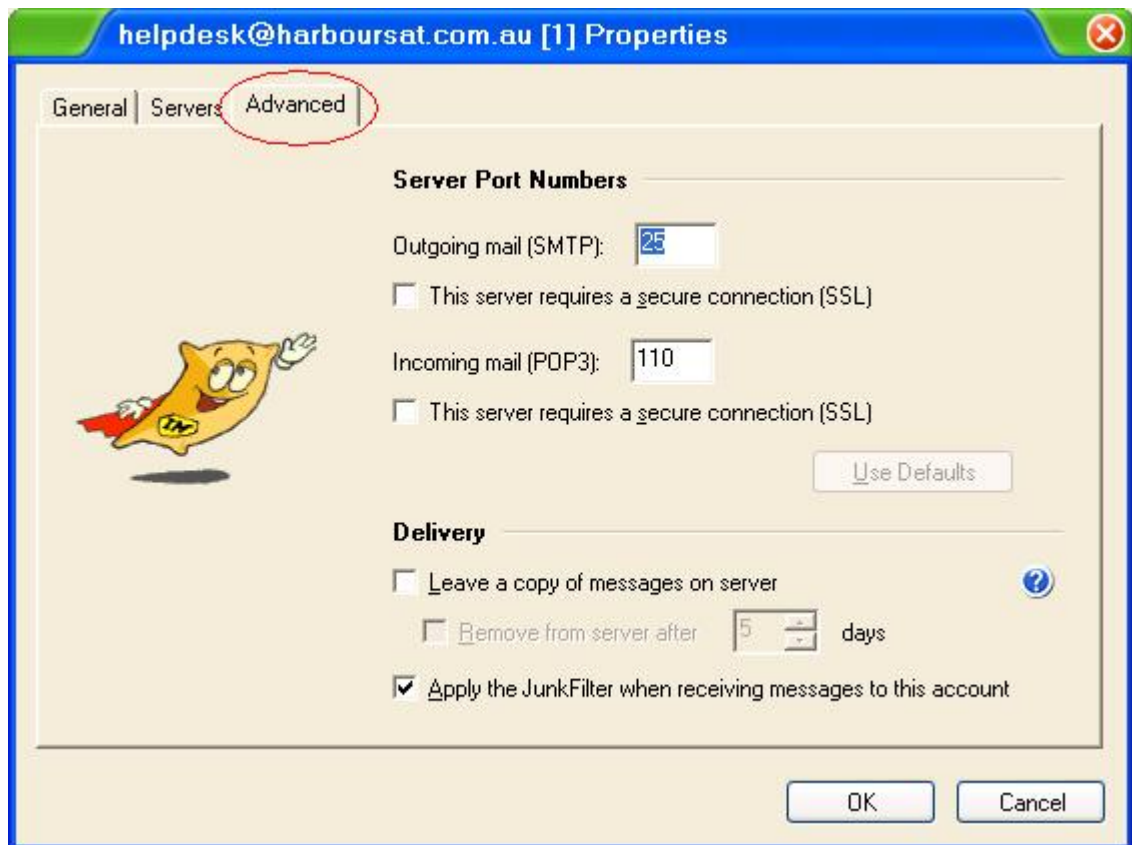 helpdesk@harboursat.com.au [1] Properties
General Servers Advanced
Server Port Numbers
Outgoing mail (SMTP): 25
This server requires a secure connection (SSL)
Incoming mail (POP3): 110
This server requires a secure connection (SSL)
Use Defaults
Delivery
Leave a copy of messages on server
Remove from server after 5 days
Apply the JunkFilter when receiving messages to this account
IM
OK Cancel